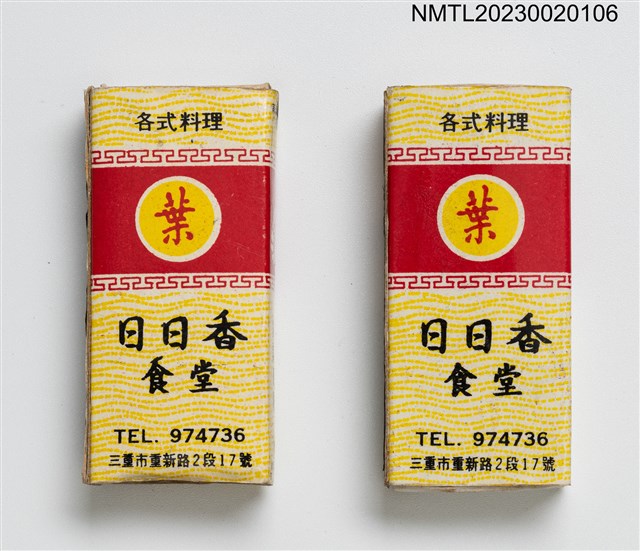 NMTL20230020106
各式料理
葉
日日香
食堂
TEL. 974736
三重市重新路2段17號
各式料理
葉
日日香
食堂
TEL. 974736
三重市重新路2段17號